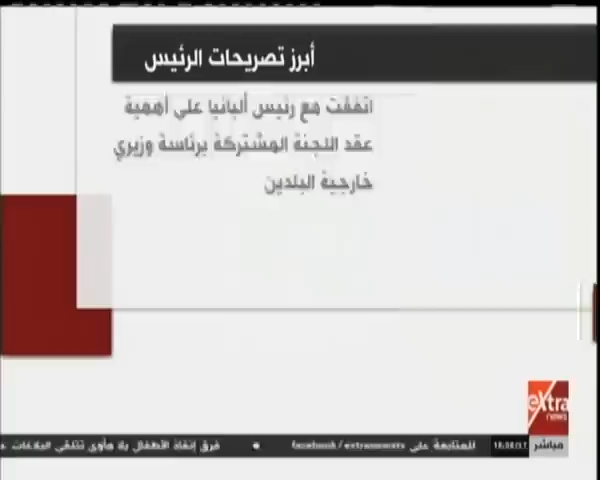 أبرز تصريحات الرئيس
اتفقت مع رئيس ألبانيا على أهمية
عقد اللجنة المشتركة برئاسة وزيري
خارجية البلدين
eXtra
news
مباشر
للمتابعة على facebook/extranewstv
فرق إنقاذ الأطفال بلا مأوى تتلقى البلاغات